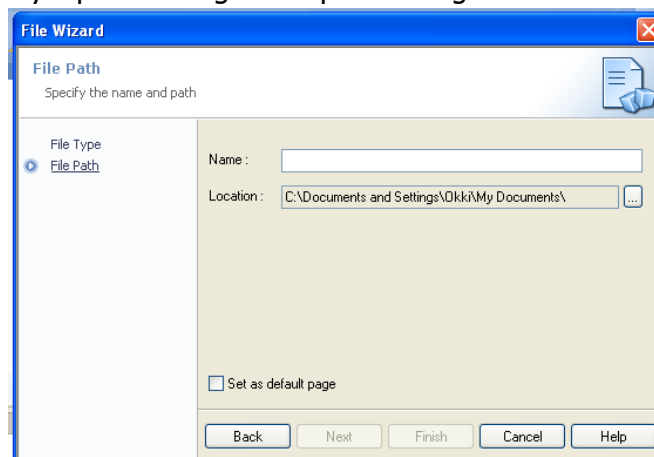 File Wizard
File Path
Specify the name and path
File Type
File Path
Name :
Location : C:\Documents and Settings\Okki\My Documents\ ...
Set as default page
Back Next Finish Cancel Help